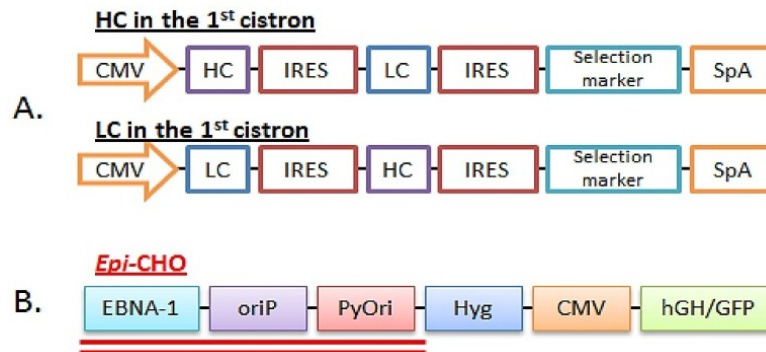 HC in the 1st cistron
CMV HC IRES LC IRES Selection marker SpA
A.
LC in the 1st cistron
CMV LC IRES HC IRES Selection marker SpA
Epi-CHO
B.
EBNA-1 oriP PyOri Hyg CMV hGH/GFP